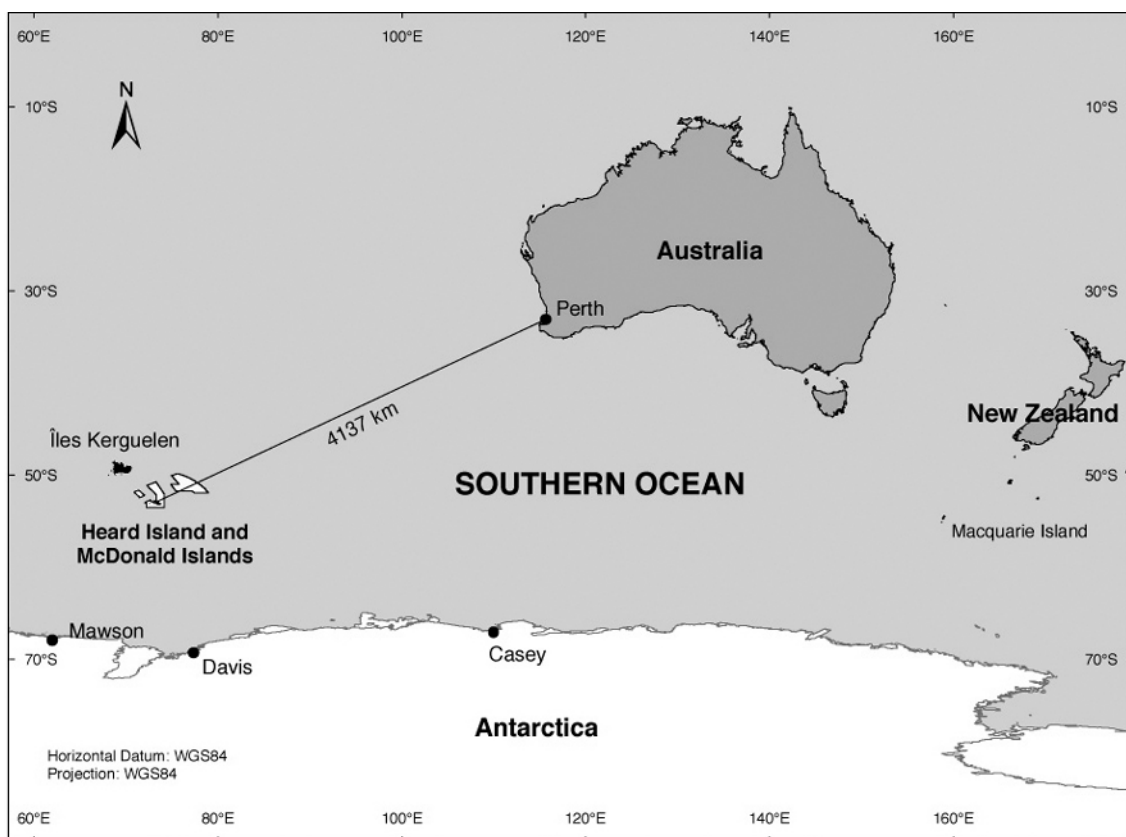 60°E 80°E 100°E 120°E 140°E 160°E
N
10°S 10°S
Australia
30°S 30°S
Perth
4137 km
New Zealand
Îles Kerguelen
50°S 50°S
SOUTHERN OCEAN
Heard Island and
McDonald Islands
Macquarie Island
Mawson
70°S 70°S
Davis
Casey
Antarctica
Horizontal Datum: WGS84
Projection: WGS84
60°E 80°E 100°E 120°E 140°E 160°E